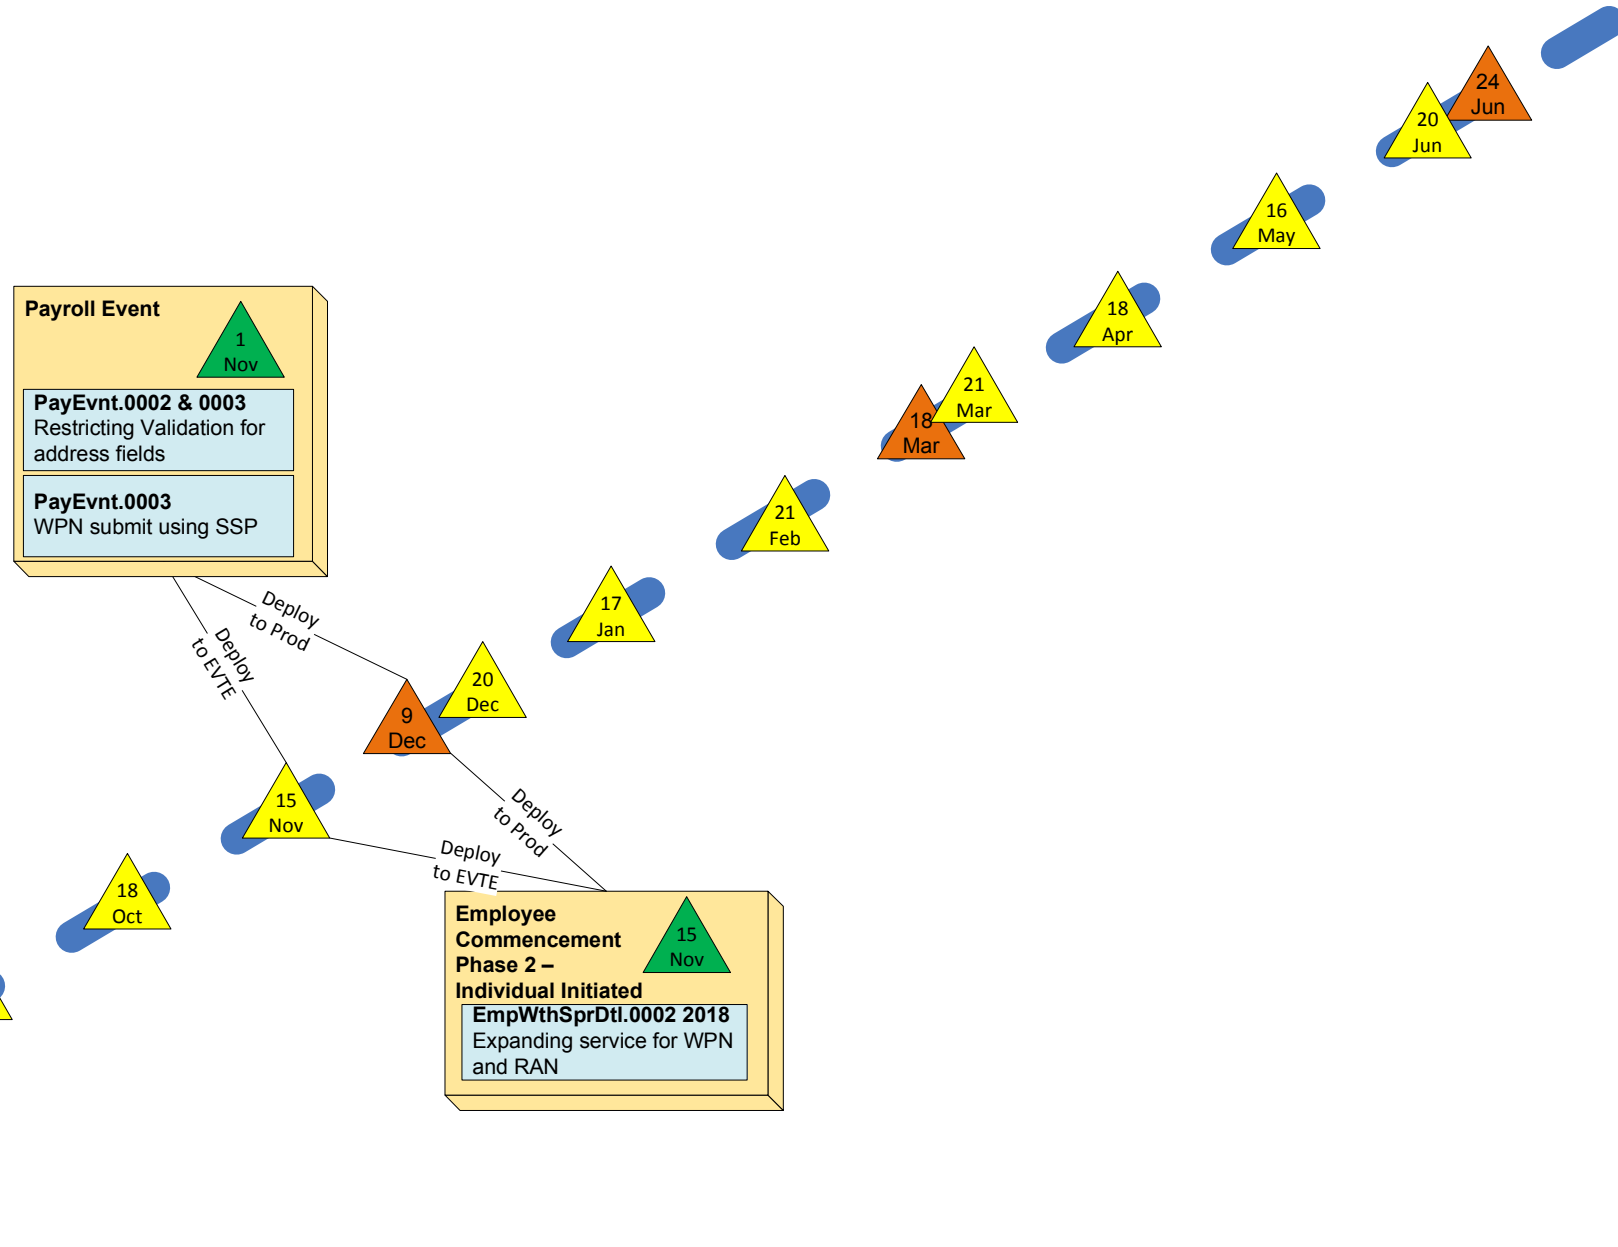 24
Jun
20
Jun
16
May
18
Apr
21
Mar
18
Mar
21
Feb
17
Jan
20
Dec
9
Dec
15
Nov
18
Oct
Payroll Event
1
Nov
PayEvnt.0002 & 0003
Restricting Validation for
address fields
PayEvnt.0003
WPN submit using SSP
Deploy
to Prod
Deploy
to EVTE
Deploy
to Prod
Deploy
to EVTE
Employee
Commencement
Phase 2 –
Individual Initiated
15
Nov
EmpWthSprDtl.0002 2018
Expanding service for WPN
and RAN